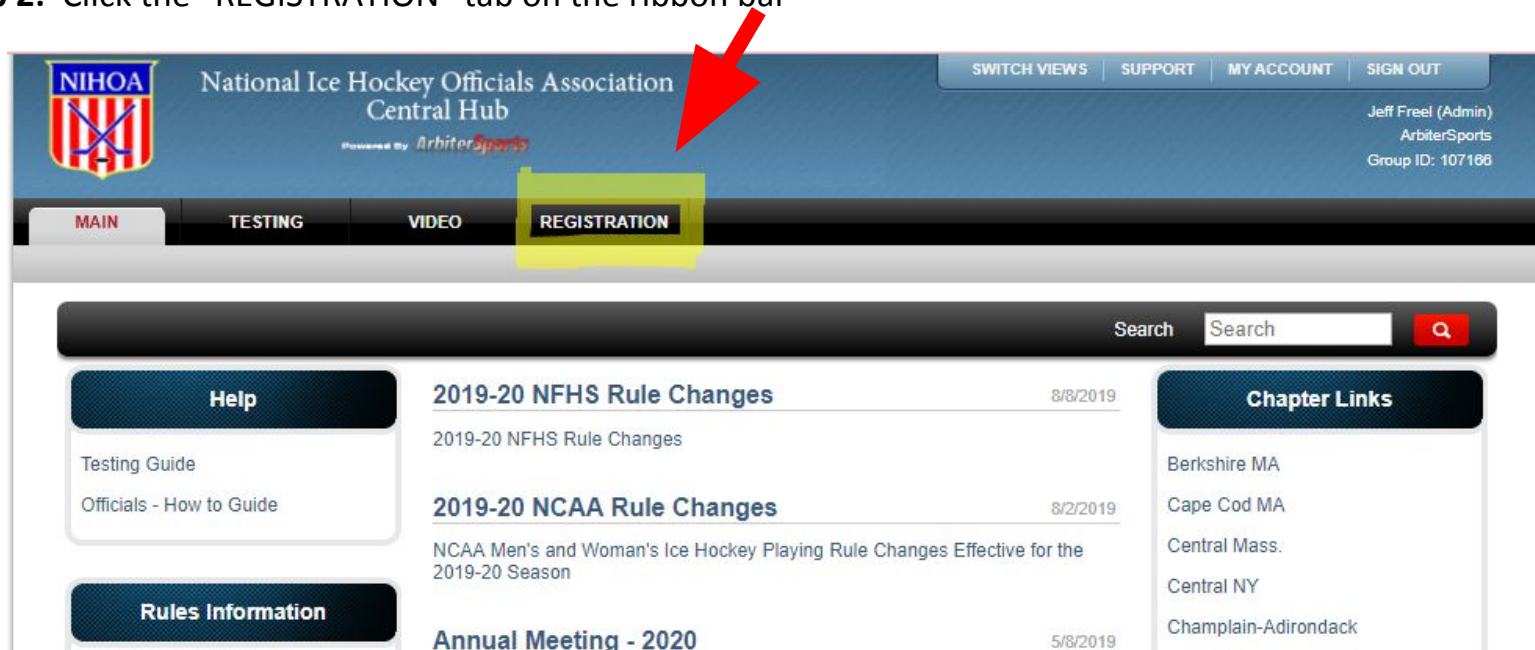 2. Click the "REGISTRATION" tab on the ribbon bar
NIHOA
National Ice Hockey Officials Association
Central Hub
Powered By ArbiterSports
SWITCH VIEWS SUPPORT MY ACCOUNT SIGN OUT
Jeff Freel (Admin)
ArbiterSports
Group ID: 107166
MAIN TESTING VIDEO REGISTRATION
Search Search
Help
Testing Guide
Officials - How to Guide
Rules Information
2019-20 NFHS Rule Changes 8/8/2019
2019-20 NFHS Rule Changes
2019-20 NCAA Rule Changes 8/2/2019
NCAA Men's and Woman's Ice Hockey Playing Rule Changes Effective for the
2019-20 Season
Annual Meeting - 2020 5/8/2019
Chapter Links
Berkshire MA
Cape Cod MA
Central Mass.
Central NY
Champlain-Adirondack